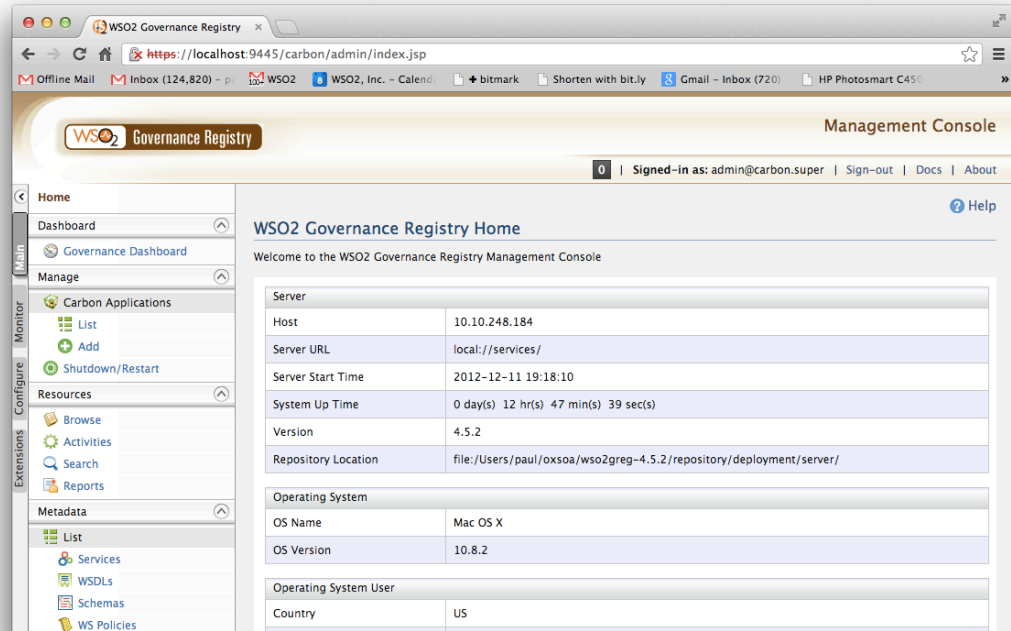 WSO2 Governance Registry
https://localhost:9445/carbon/admin/index.jsp
Offline Mail Inbox (124,820) – p 100+ WSO2 8 WSO2, Inc. – Calend + bitmark Shorten with bit.ly 8 Gmail – Inbox (720) HP Photosmart C450 »
WSO2 Governance Registry
Management Console
0 | Signed-in as: admin@carbon.super | Sign-out | Docs | About
Main
Monitor
Configure
Extensions
Home
Dashboard
Governance Dashboard
Manage
Carbon Applications
List
Add
Shutdown/Restart
Resources
Browse
Activities
Search
Reports
Metadata
List
Services
WSDLs
Schemas
WS Policies
Help
WSO2 Governance Registry Home
Welcome to the WSO2 Governance Registry Management Console
Server
Host 10.10.248.184
Server URL local://services/
Server Start Time 2012-12-11 19:18:10
System Up Time 0 day(s) 12 hr(s) 47 min(s) 39 sec(s)
Version 4.5.2
Repository Location file:/Users/paul/oxsoa/wso2greg-4.5.2/repository/deployment/server/
Operating System
OS Name Mac OS X
OS Version 10.8.2
Operating System User
Country US